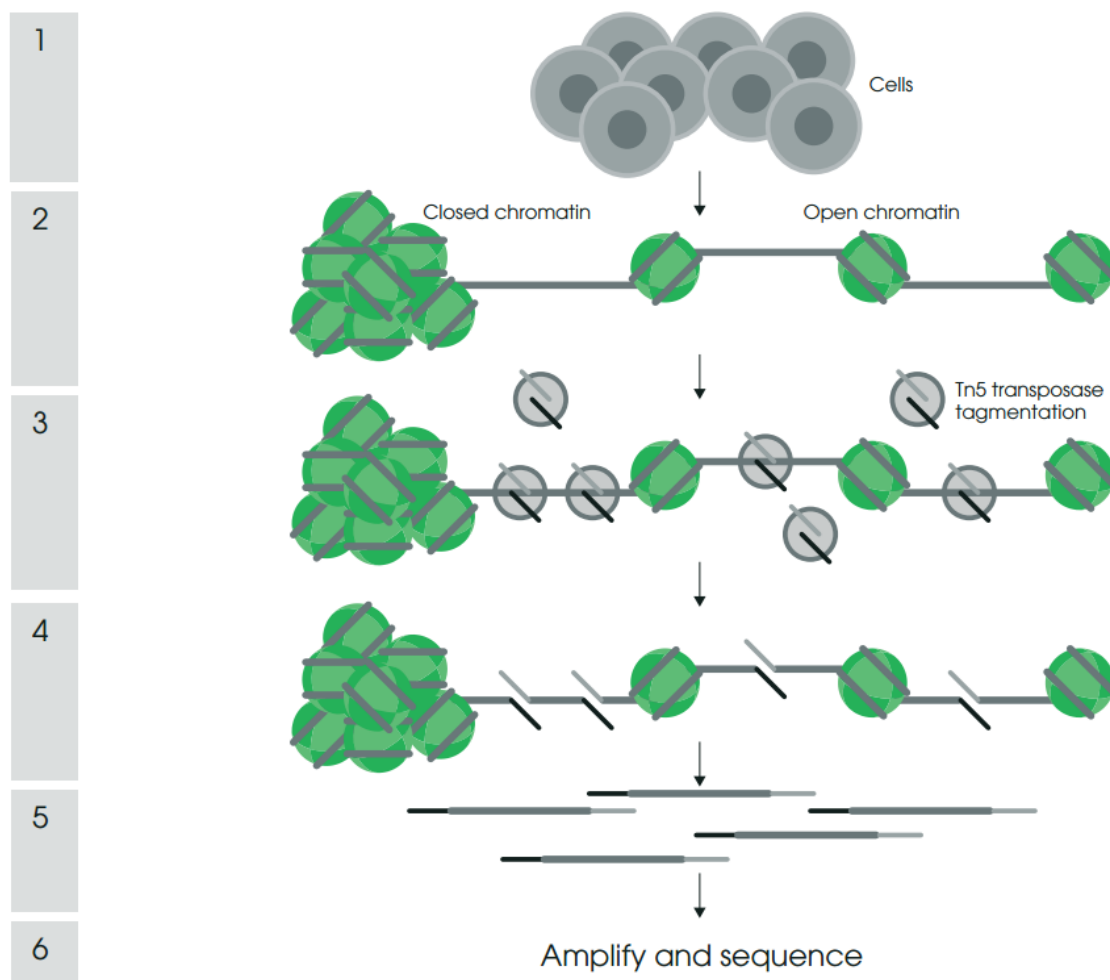 1
Cells
2
Closed chromatin
Open chromatin
3
Tn5 transposase
tagmentation
4
5
6
Amplify and sequence